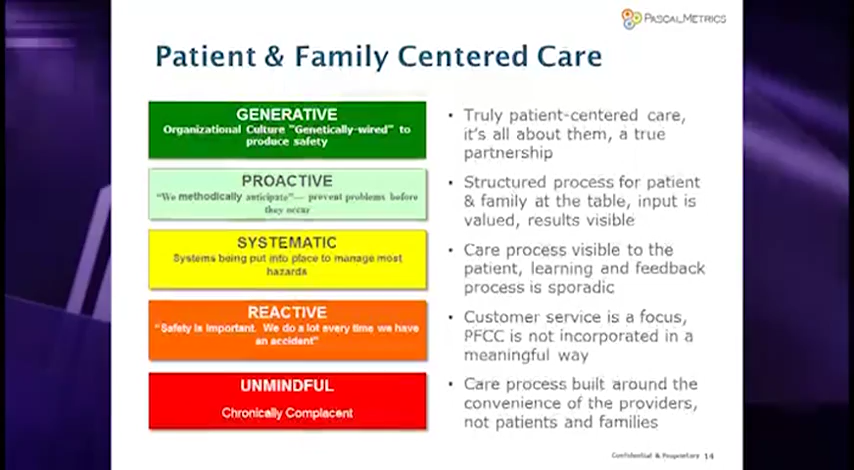 PASCALMETRICS
Patient & Family Centered Care
GENERATIVE
Organizational Culture "Genetically-wired" to
produce safety
• Truly patient-centered care,
it's all about them, a true
partnership
PROACTIVE
"We methodically anticipate"— prevent problems before
they occur
• Structured process for patient
& family at the table, input is
valued, results visible
SYSTEMATIC
Systems being put into place to manage most
hazards
• Care process visible to the
patient, learning and feedback
process is sporadic
REACTIVE
"Safety is important. We do a lot every time we have
an accident"
• Customer service is a focus,
PFCC is not incorporated in a
meaningful way
UNMINDFUL
Chronically Complacent
• Care process built around the
convenience of the providers,
not patients and families
Confidential & Proprietary 14